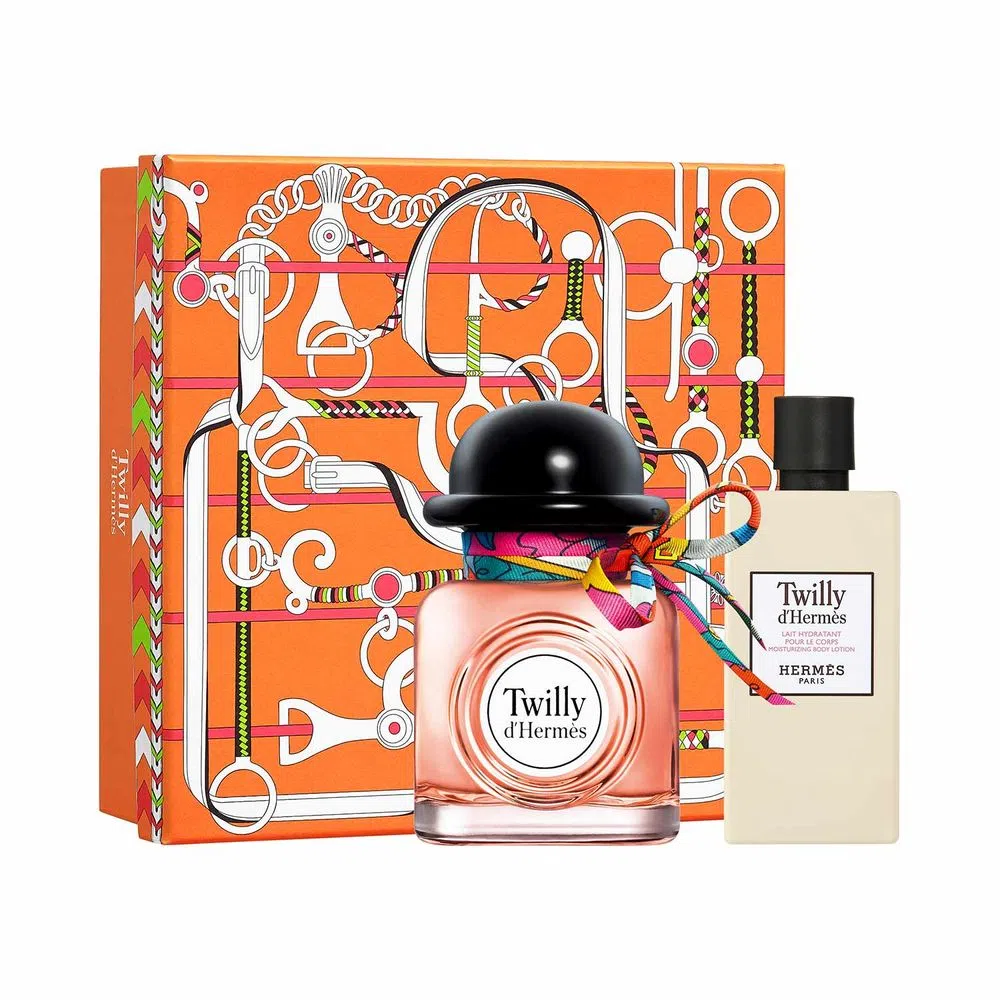 Twilly
d'Hermès
Twilly
d'Hermès
Twilly
d'Hermès
LAIT HYDRATANT
POUR LE CORPS
MOISTURIZING BODY LOTION
HERMÈS
PARIS